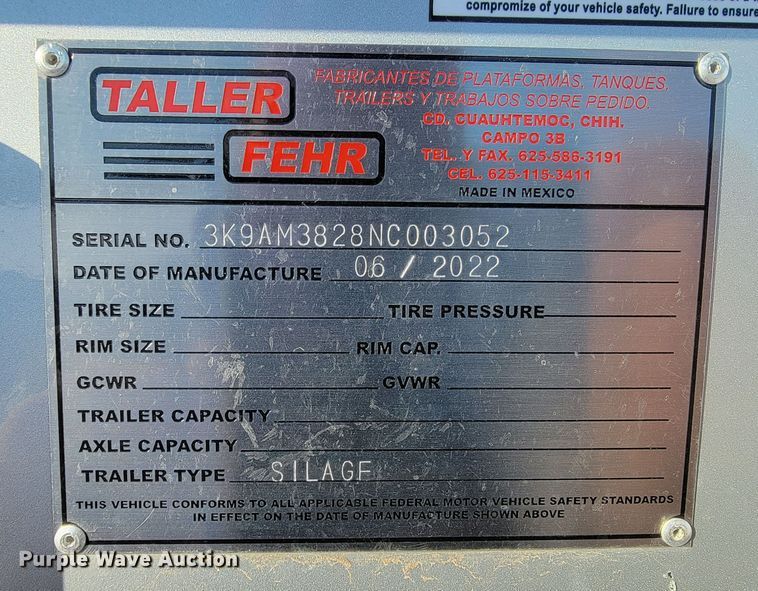 compromise of your vehicle safety. Failure to ensure
TALLER
FEHR
FABRICANTES DE PLATAFORMAS, TANQUES,
TRAILERS Y TRABAJOS SOBRE PEDIDO.
CD. CUAUHTEMOC, CHIH.
CAMPO 3B
TEL. Y FAX. 625-586-3191
CEL. 625-115-3411
MADE IN MEXICO
SERIAL NO. 3K9AM3828NC003052
DATE OF MANUFACTURE 06 / 2022
TIRE SIZE TIRE PRESSURE
RIM SIZE RIM CAP.
GCWR GVWR
TRAILER CAPACITY
AXLE CAPACITY
TRAILER TYPE SILAGE
THIS VEHICLE CONFORMS TO ALL APPLICABLE FEDERAL MOTOR VEHICLE SAFETY STANDARDS
IN EFFECT ON THE DATE OF MANUFACTURE SHOWN ABOVE
Purple Wave Auction